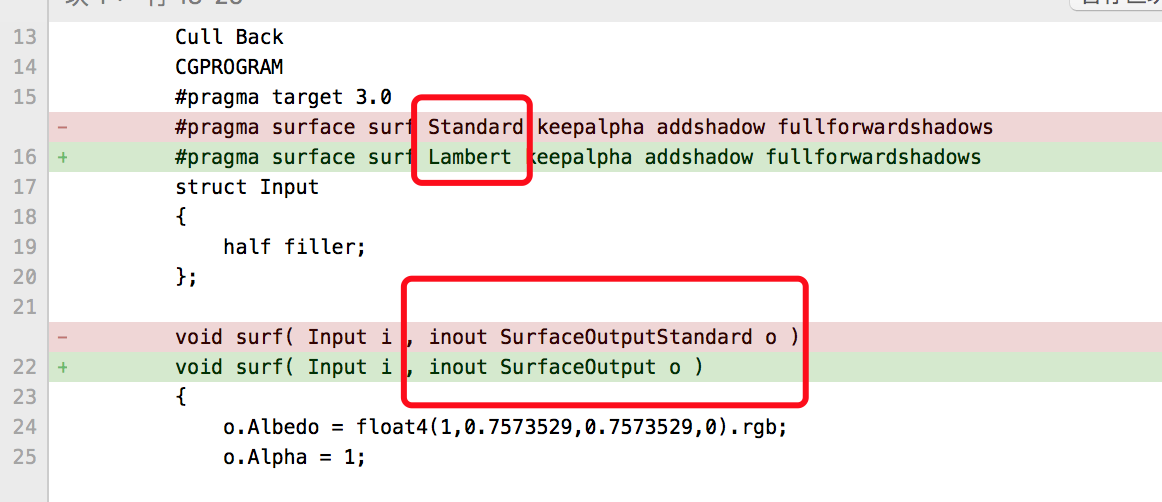 13 Cull Back
14 CGPROGRAM
15 #pragma target 3.0
- #pragma surface surf Standard keepalpha addshadow fullforwardshadows
16 + #pragma surface surf Lambert keepalpha addshadow fullforwardshadows
17 struct Input
18 {
19 half filler;
20 };
21
- void surf( Input i , inout SurfaceOutputStandard o )
22 + void surf( Input i , inout SurfaceOutput o )
23 {
24 o.Albedo = float4(1,0.7573529,0.7573529,0).rgb;
25 o.Alpha = 1;